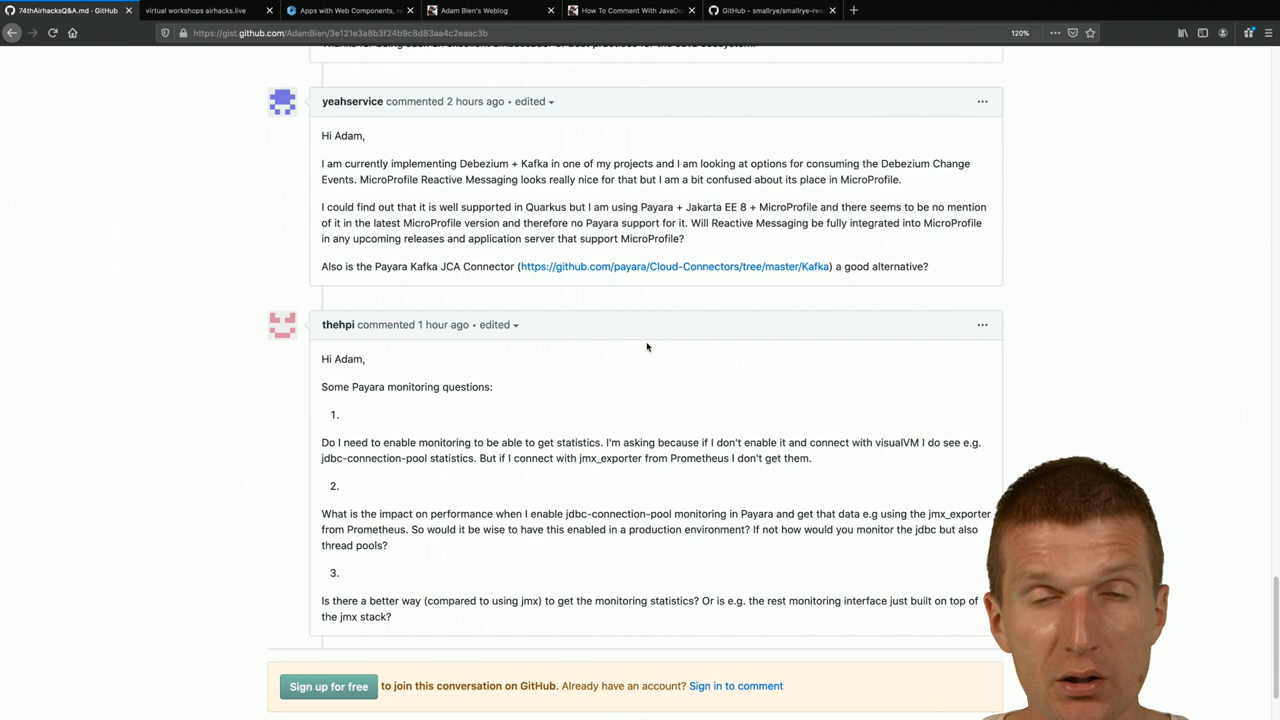 74thAirhacksQ&A.md · GitHub
virtual workshops airhacks.live
Apps with Web Components, re
Adam Bien's Weblog
How To Comment With JavaDo
GitHub - smallrye/smallrye-rea
https://gist.github.com/AdamBien/3e121e3a8b3f24b9c8d83aa4c2eaac3b
120%
yeahservice commented 2 hours ago • edited
Hi Adam,
I am currently implementing Debezium + Kafka in one of my projects and I am looking at options for consuming the Debezium Change
Events. MicroProfile Reactive Messaging looks really nice for that but I am a bit confused about its place in MicroProfile.
I could find out that it is well supported in Quarkus but I am using Payara + Jakarta EE 8 + MicroProfile and there seems to be no mention
of it in the latest MicroProfile version and therefore no Payara support for it. Will Reactive Messaging be fully integrated into MicroProfile
in any upcoming releases and application server that support MicroProfile?
Also is the Payara Kafka JCA Connector (https://github.com/payara/Cloud-Connectors/tree/master/Kafka) a good alternative?
thehpi commented 1 hour ago • edited
Hi Adam,
Some Payara monitoring questions:
1.
Do I need to enable monitoring to be able to get statistics. I'm asking because if I don't enable it and connect with visualVM I do see e.g.
jdbc-connection-pool statistics. But if I connect with jmx_exporter from Prometheus I don't get them.
2.
What is the impact on performance when I enable jdbc-connection-pool monitoring in Payara and get that data e.g using the jmx_exporter
from Prometheus. So would it be wise to have this enabled in a production environment? If not how would you monitor the jdbc but also
thread pools?
3.
Is there a better way (compared to using jmx) to get the monitoring statistics? Or is e.g. the rest monitoring interface just built on top of
the jmx stack?
Sign up for free to join this conversation on GitHub. Already have an account? Sign in to comment